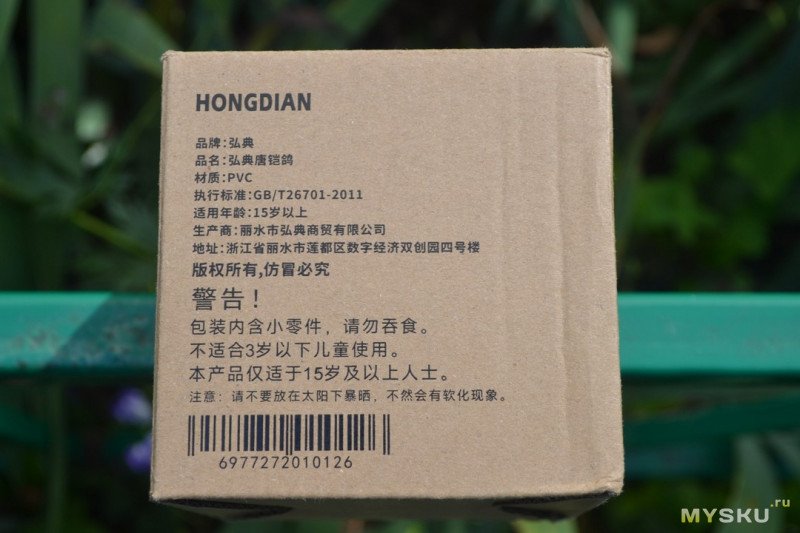 HONGDIAN
品牌:弘典
品名:弘典唐铠鸽
材质:PVC
执行标准:GB/T26701-2011
适用年龄:15岁以上
生产商:丽水市弘典商贸有限公司
地址:浙江省丽水市莲都区数字经济双创园四号楼
版权所有,仿冒必究
警告!
包装内含小零件，请勿吞食。
不适合3岁以下儿童使用。
本产品仅适于15岁及以上人士。
注意：请不要放在太阳下暴晒，不然会有软化现象。
6977272010126
MYSKU.ru